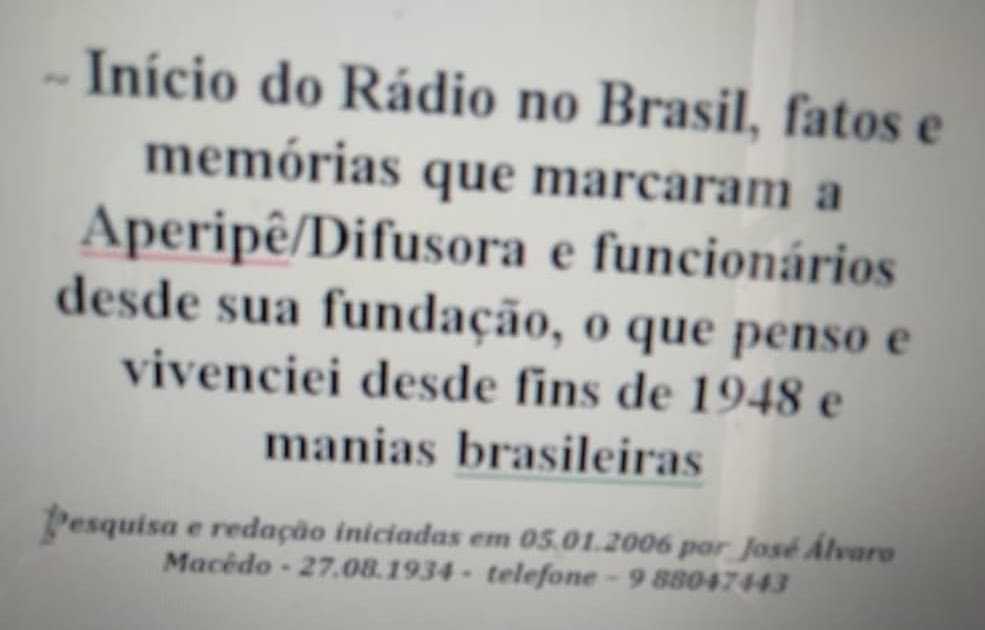 ~ Início do Rádio no Brasil, fatos e
memórias que marcaram a
Aperipê/Difusora e funcionários
desde sua fundação, o que penso e
vivenciei desde fins de 1948 e
manias brasileiras
Pesquisa e redação iniciadas em 05.01.2006 por José Álvaro
Macêdo - 27.08.1934 - telefone - 9 88047443